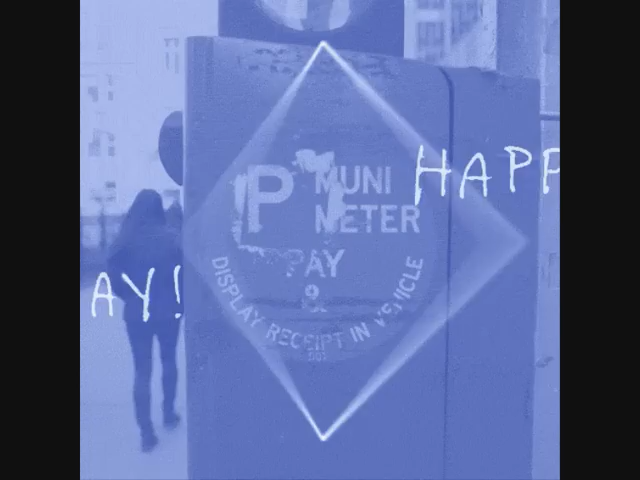 HAPP
P MUNI
METER
PAY
&
DISPLAY RECEIPT IN VEHICLE
AY!